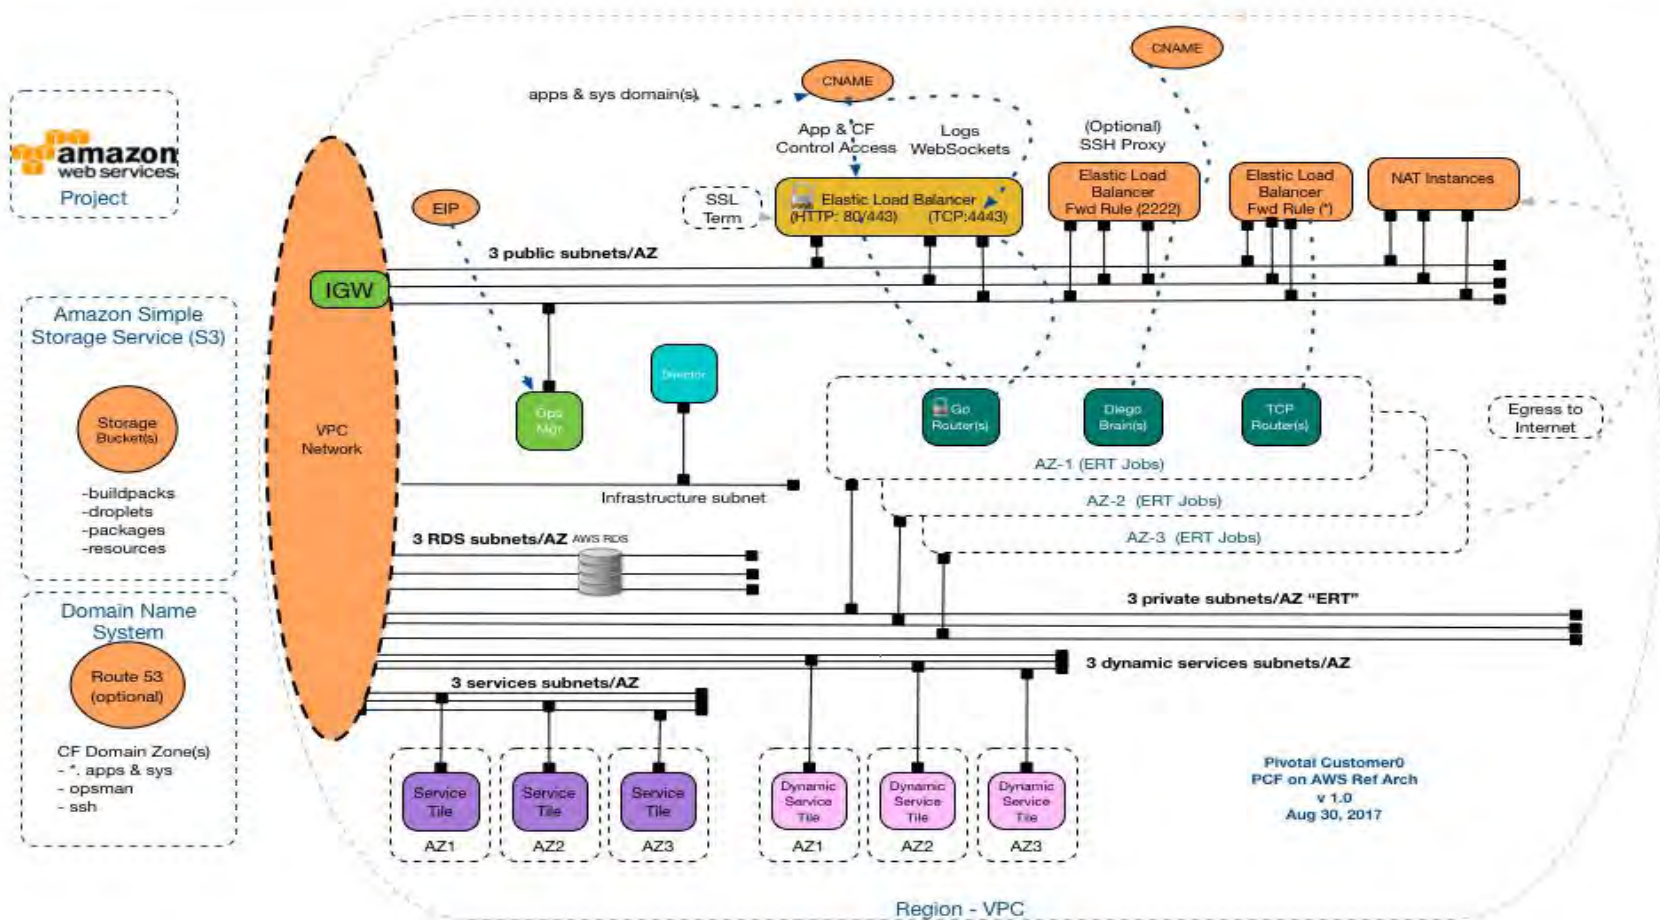 amazon
web services
Project
Amazon Simple
Storage Service (S3)
Storage
Bucket(s)
-buildpacks
-droplets
-packages
-resources
Domain Name
System
Route 53
(optional)
CF Domain Zone(s)
- *. apps & sys
- opsman
- ssh
VPC
Network
IGW
EIP
apps & sys domain(s)
CNAME
CNAME
App & CF
Control Access
Logs
WebSockets
(Optional)
SSH Proxy
SSL
Term
Elastic Load Balancer
(HTTP: 80/443) (TCP:4443)
Elastic Load
Balancer
Fwd Rule (2222)
Elastic Load
Balancer
Fwd Rule (*)
NAT Instances
3 public subnets/AZ
Ops
Mgr
Director
Infrastructure subnet
Go
Router(s)
Diego
Brain(s)
TCP
Router(s)
AZ-1 (ERT Jobs)
AZ-2 (ERT Jobs)
AZ-3 (ERT Jobs)
Egress to
Internet
3 RDS subnets/AZ AWS RDS
3 private subnets/AZ “ERT”
3 dynamic services subnets/AZ
3 services subnets/AZ
Service
Tile
AZ1
Service
Tile
AZ2
Service
Tile
AZ3
Dynamic
Service
Tile
AZ1
Dynamic
Service
Tile
AZ2
Dynamic
Service
Tile
AZ3
Pivotal Customer0
PCF on AWS Ref Arch
v 1.0
Aug 30, 2017
Region - VPC